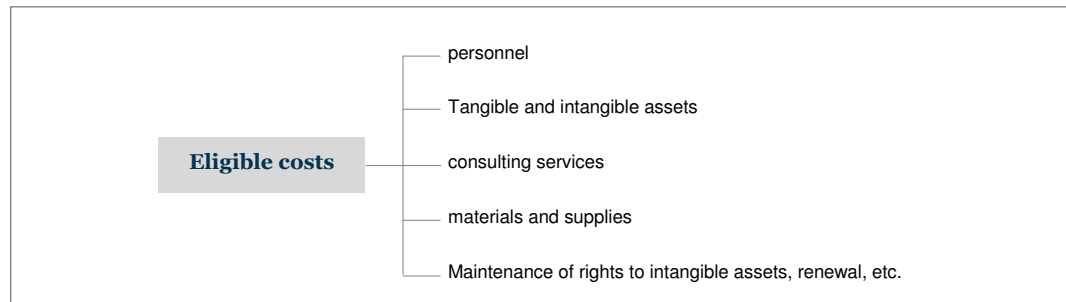 personnel
Tangible and intangible assets
Eligible costs
consulting services
materials and supplies
Maintenance of rights to intangible assets, renewal, etc.